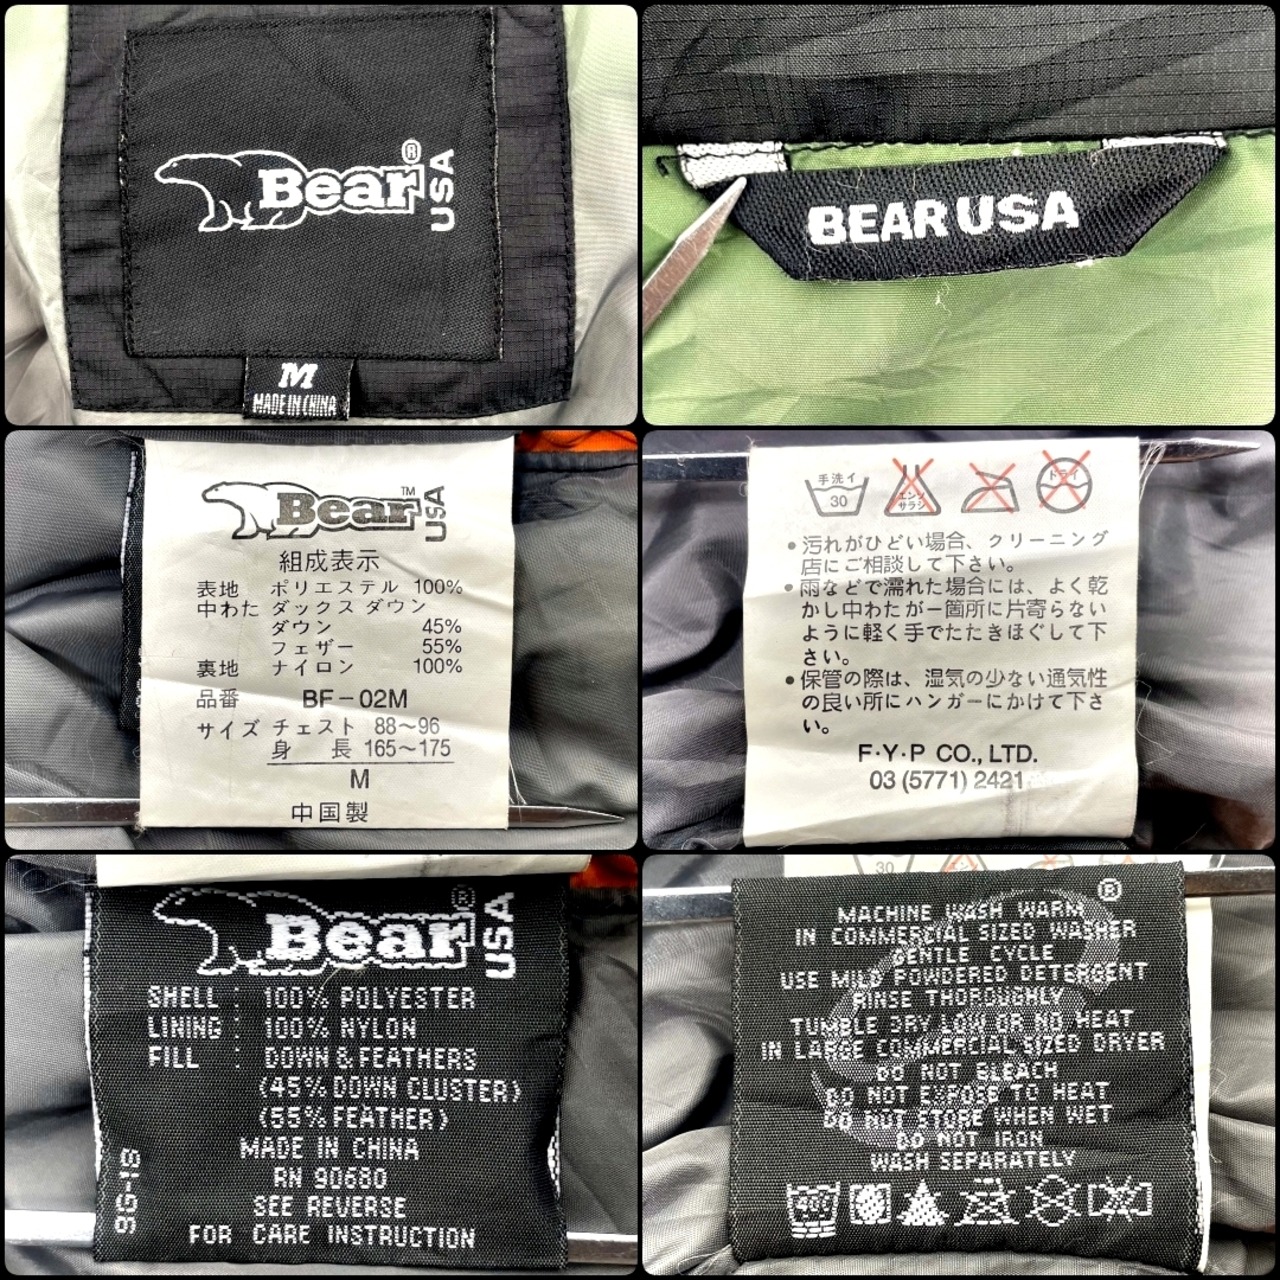 Bear® USA
M
MADE IN CHINA
BEAR USA
Bear™ USA
組成表示
表地 ポリエステル 100%
中わた ダックス ダウン
ダウン 45%
フェザー 55%
裏地 ナイロン 100%
品番 BF-02M
サイズ チェスト 88~96
身 長 165~175
M
中国製
手洗イ
30
エンソ
サラシ
ドライ
•汚れがひどい場合、クリーニング
店にご相談して下さい。
•雨などで濡れた場合には、よく乾
かし中わたが一箇所に片寄らない
ように軽く手でたたきほぐして下
さい。
•保管の際は、湿気の少ない通気性
の良い所にハンガーにかけて下さ
い。
F·Y·P CO., LTD.
03 (5771) 2421
Bear® USA
SHELL : 100% POLYESTER
LINING : 100% NYLON
FILL : DOWN & FEATHERS
(45% DOWN CLUSTER)
(55% FEATHER)
MADE IN CHINA
RN 90680
SEE REVERSE
FOR CARE INSTRUCTION
30
®
MACHINE WASH WARM
IN COMMERCIAL SIZED WASHER
GENTLE CYCLE
USE MILD POWDERED DETERGENT
RINSE THOROUGHLY
TUMBLE DRY LOW OR NO HEAT
IN LARGE COMMERCIAL SIZED DRYER
DO NOT BLEACH
DO NOT EXPOSE TO HEAT
DO NOT STORE WHEN WET
DO NOT IRON
WASH SEPARATELY